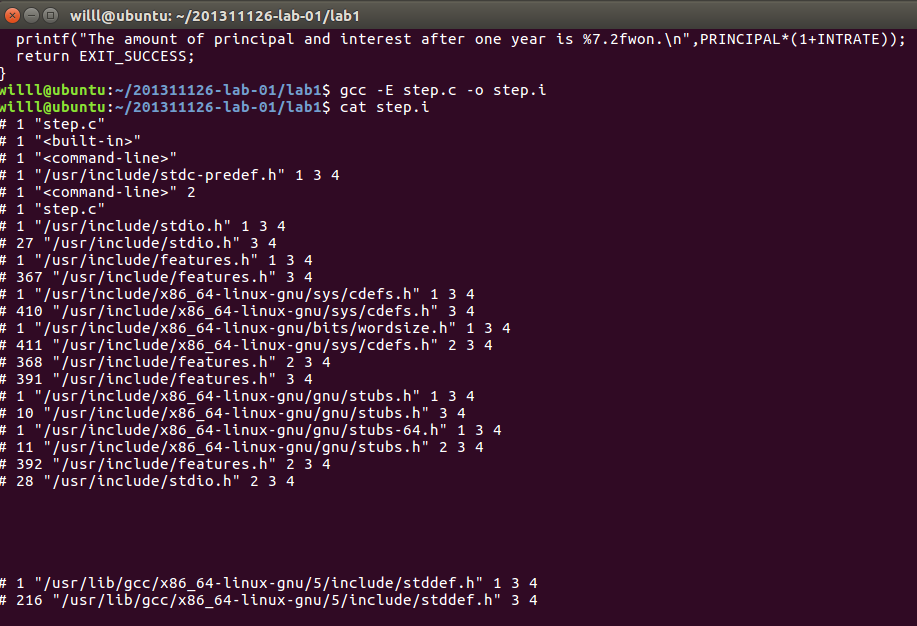 willl@ubuntu: ~/201311126-lab-01/lab1
  printf("The amount of principal and interest after one year is %7.2fwon.\n",PRINCIPAL*(1+INTRATE));
  return EXIT_SUCCESS;
}
willl@ubuntu:~/201311126-lab-01/lab1$ gcc -E step.c -o step.i
willl@ubuntu:~/201311126-lab-01/lab1$ cat step.i
# 1 "step.c"
# 1 "<built-in>"
# 1 "<command-line>"
# 1 "/usr/include/stdc-predef.h" 1 3 4
# 1 "<command-line>" 2
# 1 "step.c"
# 1 "/usr/include/stdio.h" 1 3 4
# 27 "/usr/include/stdio.h" 3 4
# 1 "/usr/include/features.h" 1 3 4
# 367 "/usr/include/features.h" 3 4
# 1 "/usr/include/x86_64-linux-gnu/sys/cdefs.h" 1 3 4
# 410 "/usr/include/x86_64-linux-gnu/sys/cdefs.h" 3 4
# 1 "/usr/include/x86_64-linux-gnu/bits/wordsize.h" 1 3 4
# 411 "/usr/include/x86_64-linux-gnu/sys/cdefs.h" 2 3 4
# 368 "/usr/include/features.h" 2 3 4
# 391 "/usr/include/features.h" 3 4
# 1 "/usr/include/x86_64-linux-gnu/gnu/stubs.h" 1 3 4
# 10 "/usr/include/x86_64-linux-gnu/gnu/stubs.h" 3 4
# 1 "/usr/include/x86_64-linux-gnu/gnu/stubs-64.h" 1 3 4
# 11 "/usr/include/x86_64-linux-gnu/gnu/stubs.h" 2 3 4
# 392 "/usr/include/features.h" 2 3 4
# 28 "/usr/include/stdio.h" 2 3 4
# 1 "/usr/lib/gcc/x86_64-linux-gnu/5/include/stddef.h" 1 3 4
# 216 "/usr/lib/gcc/x86_64-linux-gnu/5/include/stddef.h" 3 4